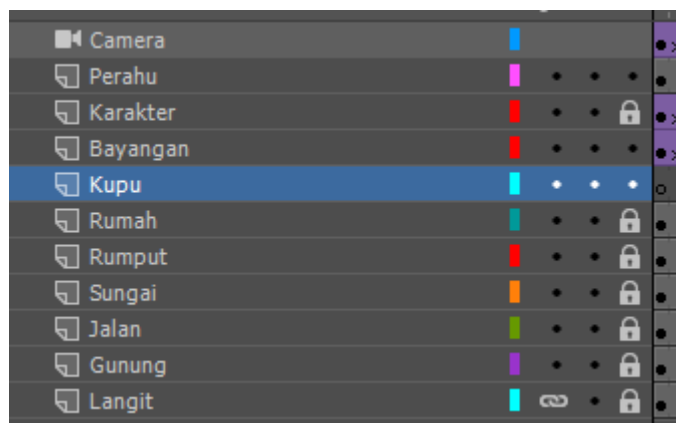 Camera
Perahu
Karakter
Bayangan
Kupu
Rumah
Rumput
Sungai
Jalan
Gunung
Langit